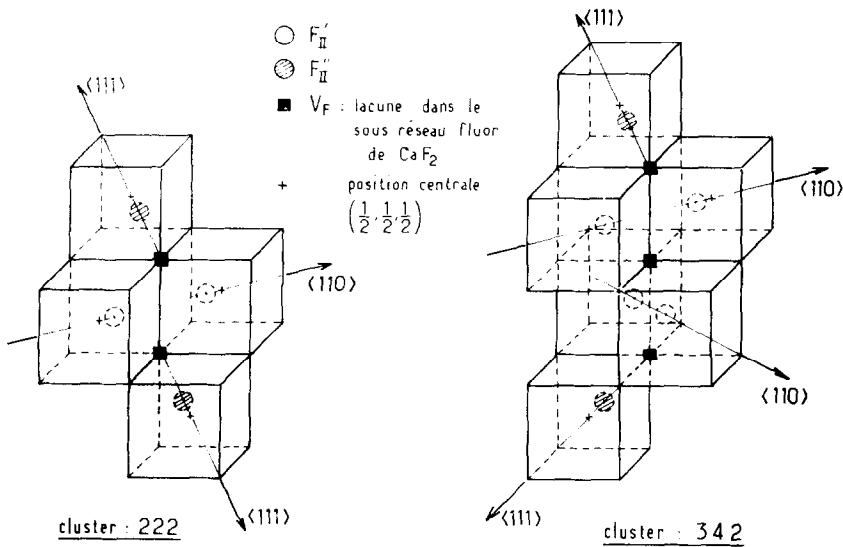 ⟨111⟩
F'II
F''II
VF : lacune dans le
sous réseau fluor
de CaF2
+ position centrale
(1/2, 1/2, 1/2)
⟨110⟩
⟨111⟩
cluster : 222
⟨111⟩
⟨110⟩
⟨110⟩
⟨111⟩
cluster : 342